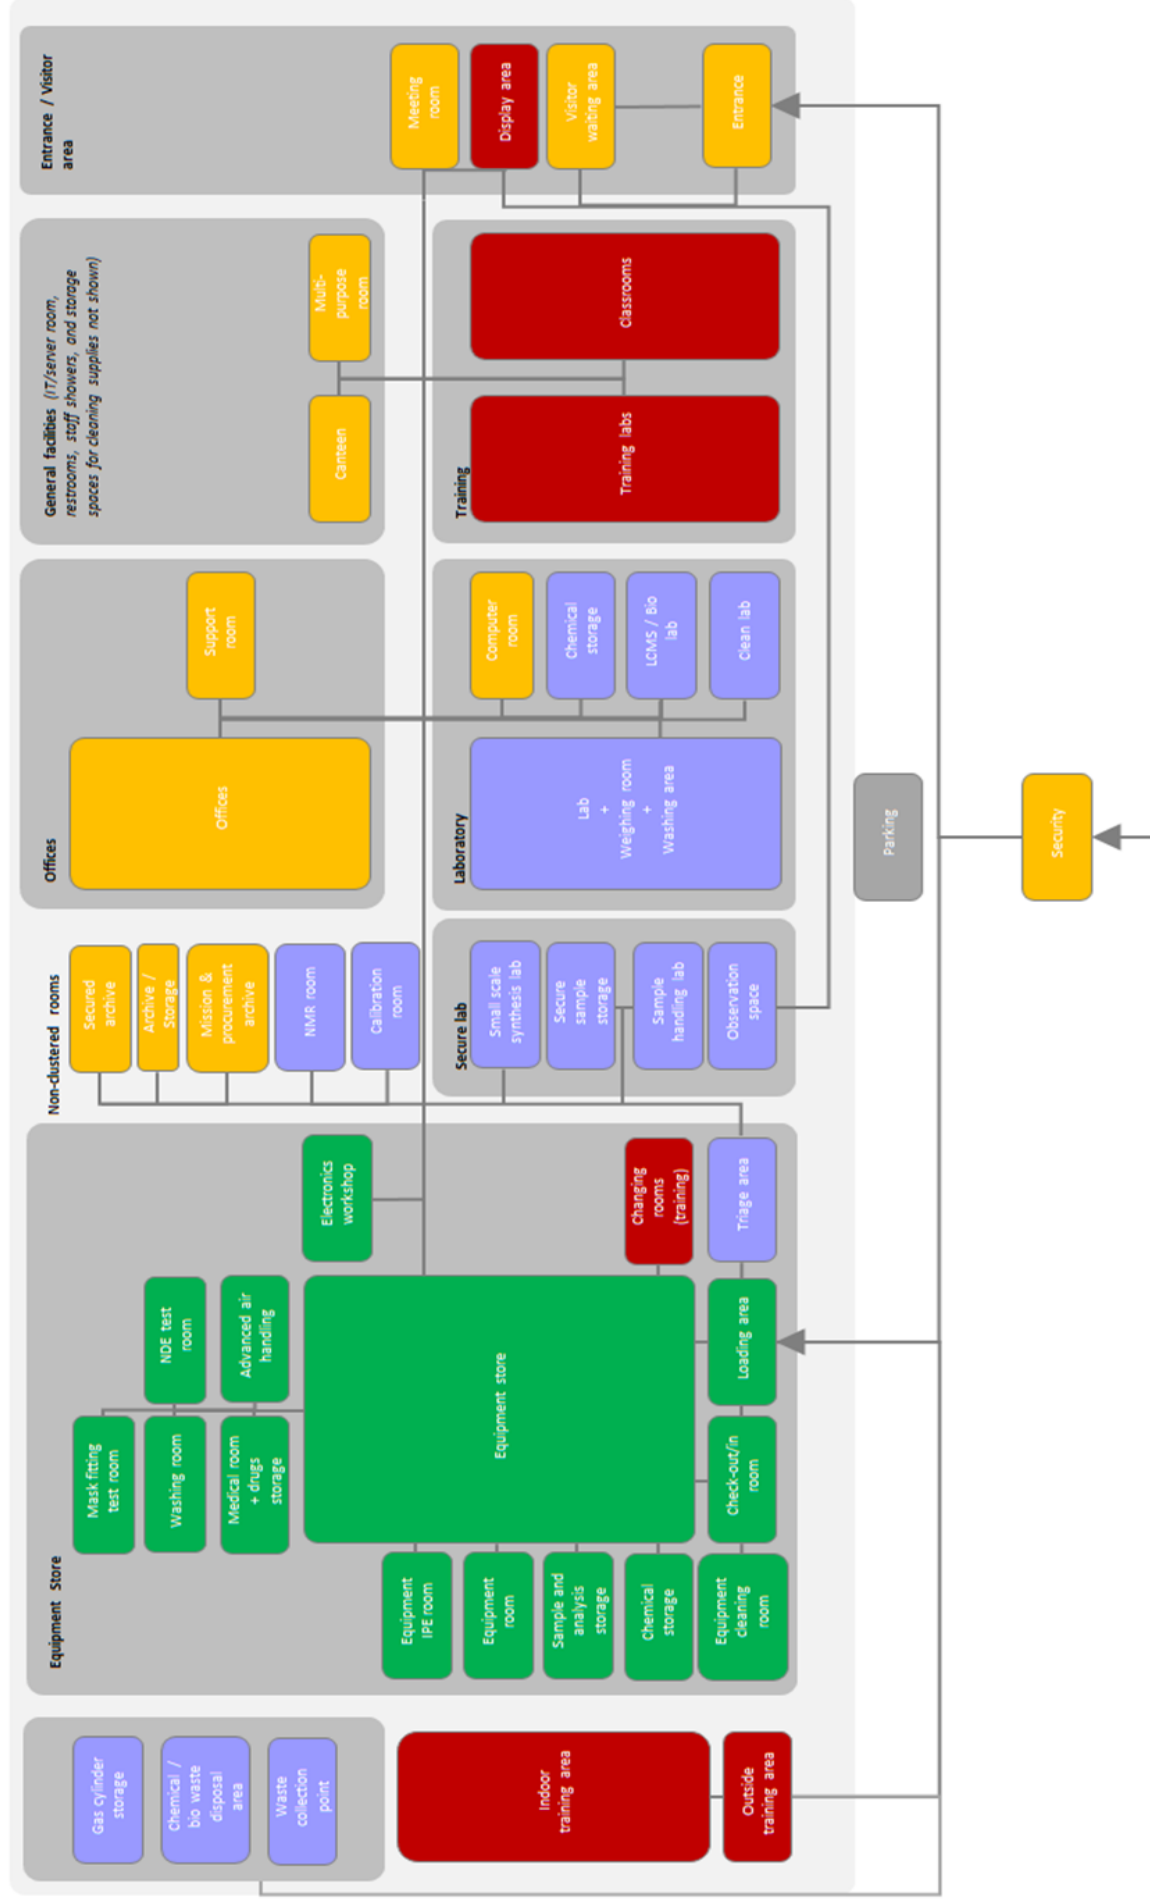 Entrance / Visitor
area
Meeting
room
Display area
Visitor
waiting area
Entrance
General facilities (IT/server room,
restrooms, staff showers, and storage
spaces for cleaning supplies not shown)
Multi-
purpose
room
Canteen
Classrooms
Training labs
Training
Support
room
Offices
Offices
Computer
room
Chemical
storage
LCMS / Bio
lab
Clean lab
Lab
+
Weighing room
+
Washing area
Laboratory
Parking
Security
Non-clustered rooms
Secured
archive
Archive /
Storage
Mission &
procurement
archive
NMR room
Calibration
room
Secure lab
Small scale
synthesis lab
Secure
sample
storage
Sample
handling lab
Observation
space
Electronics
workshop
Changing
rooms
(training)
Triage area
NDE test
room
Advanced air
handling
Mask fitting
test room
Washing room
Medical room
+ drugs
storage
Equipment store
Loading area
Check-out/in
room
Equipment Store
Equipment
IPE room
Equipment
room
Sample and
analysis
storage
Chemical
storage
Equipment
cleaning
room
Gas cylinder
storage
Chemical /
bio waste
disposal
area
Waste
collection
point
Indoor
training area
Outside
training area